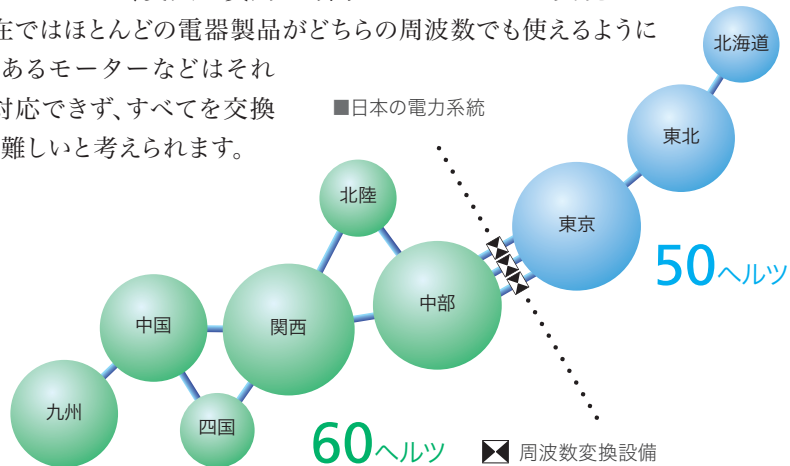 在ではほとんどの電器製品がどちらの周波数でも使えるように
あるモーターなどはそれ
対応できず、すべてを交換
難しいと考えられます。
■日本の電力系統
北海道
東北
東京
50ヘルツ
北陸
中部
関西
中国
四国
九州
60ヘルツ
周波数変換設備